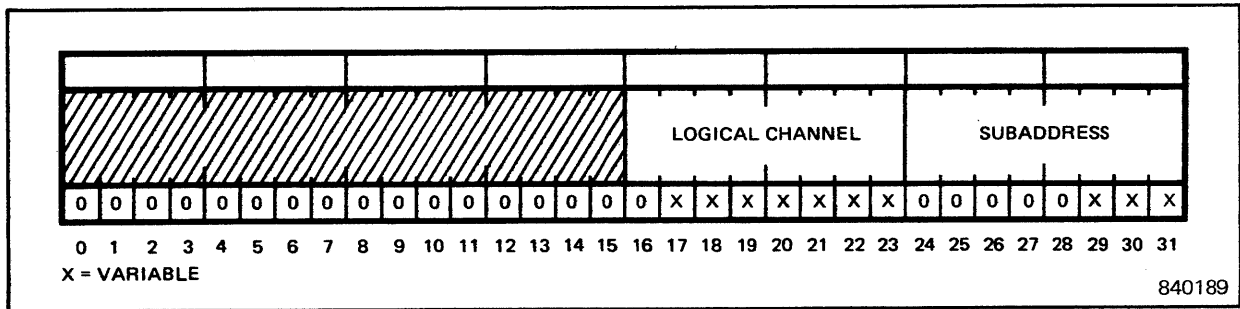 LOGICAL CHANNEL SUBADDRESS
0 0 0 0 0 0 0 0 0 0 0 0 0 0 0 0 0 X X X X X X X 0 0 0 0 0 X X X
0 1 2 3 4 5 6 7 8 9 10 11 12 13 14 15 16 17 18 19 20 21 22 23 24 25 26 27 28 29 30 31
X = VARIABLE
840189